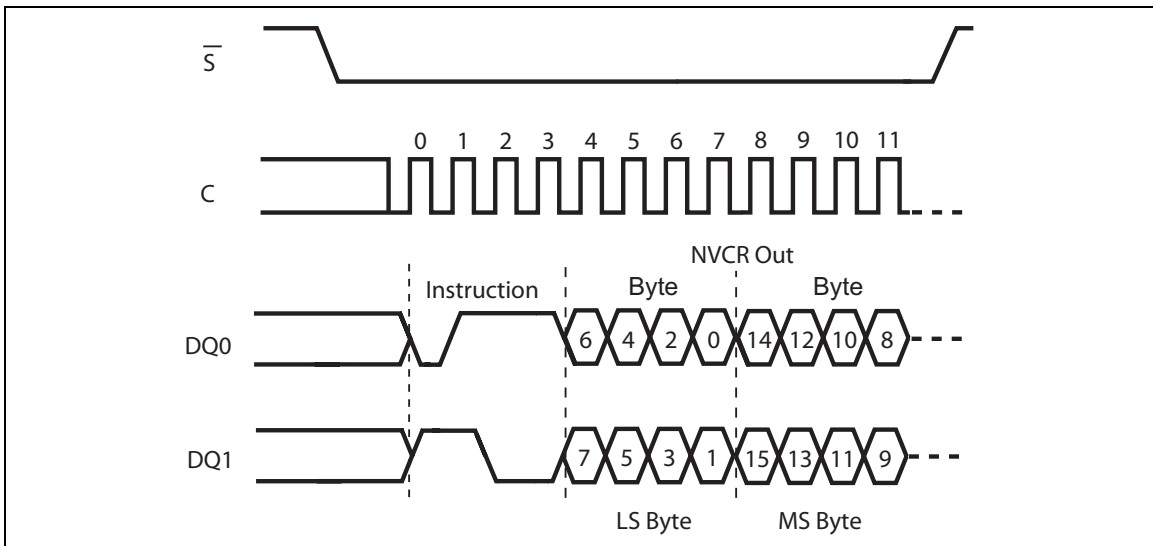 S̅
0 1 2 3 4 5 6 7 8 9 10 11
C
NVCR Out
Instruction Byte Byte
DQ0 6 4 2 0 14 12 10 8
DQ1 7 5 3 1 15 13 11 9
LS Byte MS Byte